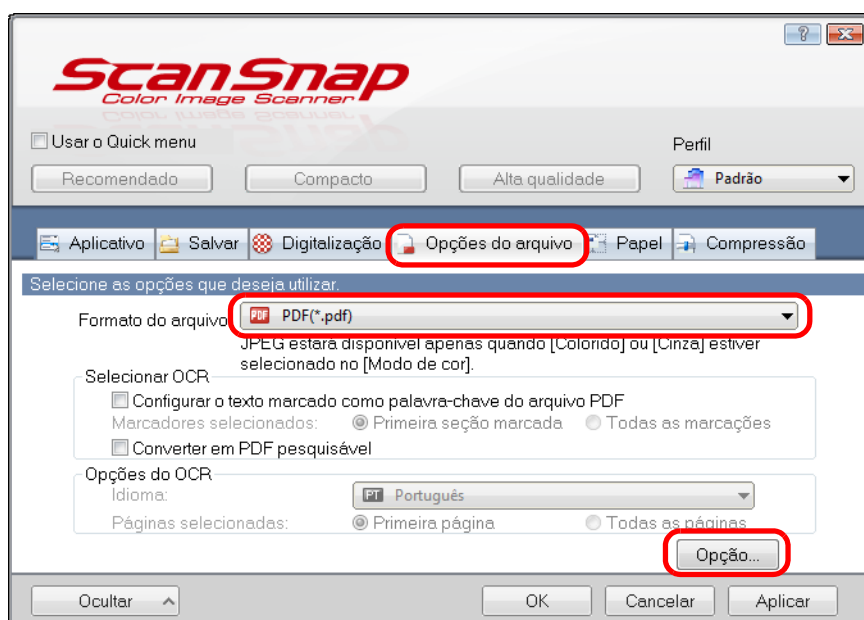 ScanSnap
Color Image Scanner
Usar o Quick menu
Perfil
Recomendado Compacto Alta qualidade Padrão
Aplicativo Salvar Digitalização Opções do arquivo Papel Compressão
Selecione as opções que deseja utilizar.
Formato do arquivo PDF PDF(*.pdf)
JPEG estará disponível apenas quando [Colorido] ou [Cinza] estiver
selecionado no [Modo de cor].
Selecionar OCR
Configurar o texto marcado como palavra-chave do arquivo PDF
Marcadores selecionados: Primeira seção marcada Todas as marcações
Converter em PDF pesquisável
Opções do OCR
Idioma: PT Português
Páginas selecionadas: Primeira página Todas as páginas
Opção...
Ocultar OK Cancelar Aplicar